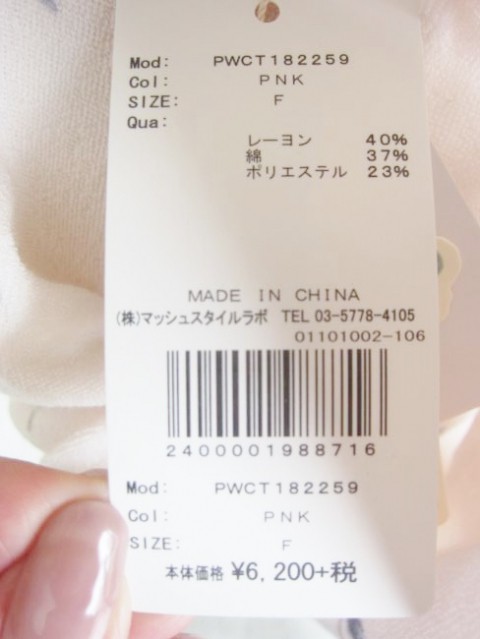 Mod: PWCT182259
Col: PNK
SIZE: F
Qua:
レーヨン 40%
綿 37%
ポリエステル 23%
MADE IN CHINA
(株)マッシュスタイルラボ TEL 03-5778-4105
01101002-106
2400001988716
Mod: PWCT182259
Col: PNK
SIZE: F
本体価格 ¥6,200+税